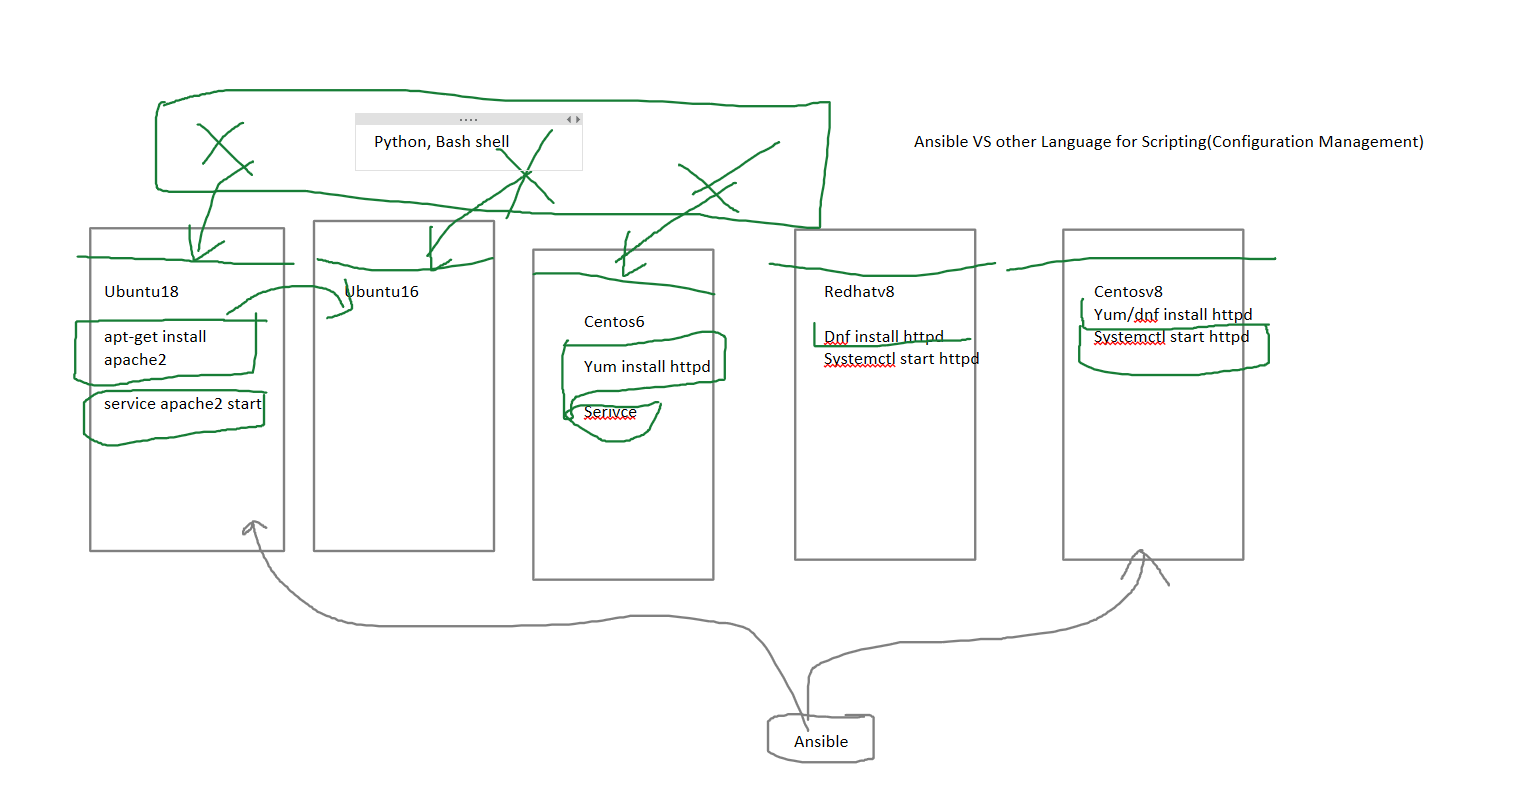 Python, Bash shell
Ansible VS other Language for Scripting(Configuration Management)
Ubuntu18
apt-get install
apache2
service apache2 start
Ubuntu16
Centos6
Yum install httpd
Serivce
Redhatv8
Dnf install httpd
Systemctl start httpd
Centosv8
Yum/dnf install httpd
Systemctl start httpd
Ansible